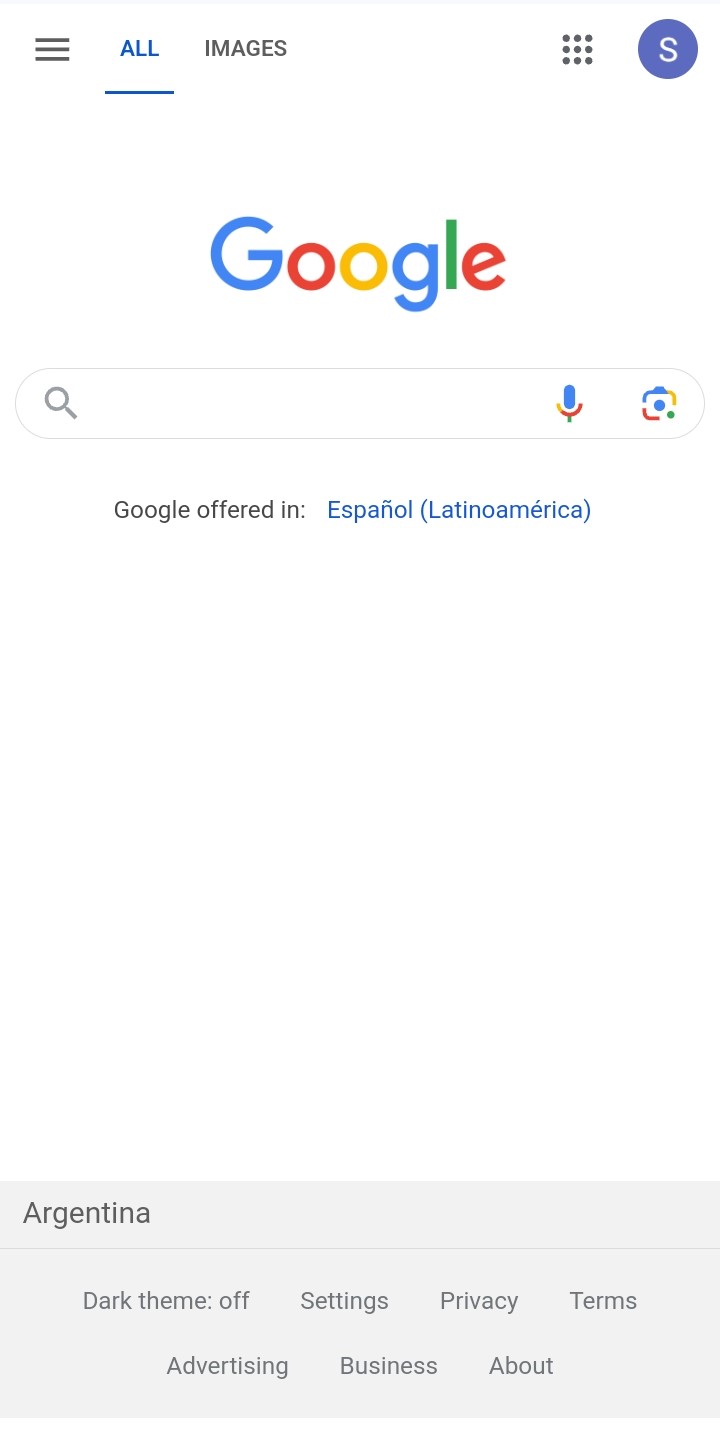 ALL IMAGES S
Google
Google offered in: Español (Latinoamérica)
Argentina
Dark theme: off Settings Privacy Terms
Advertising Business About